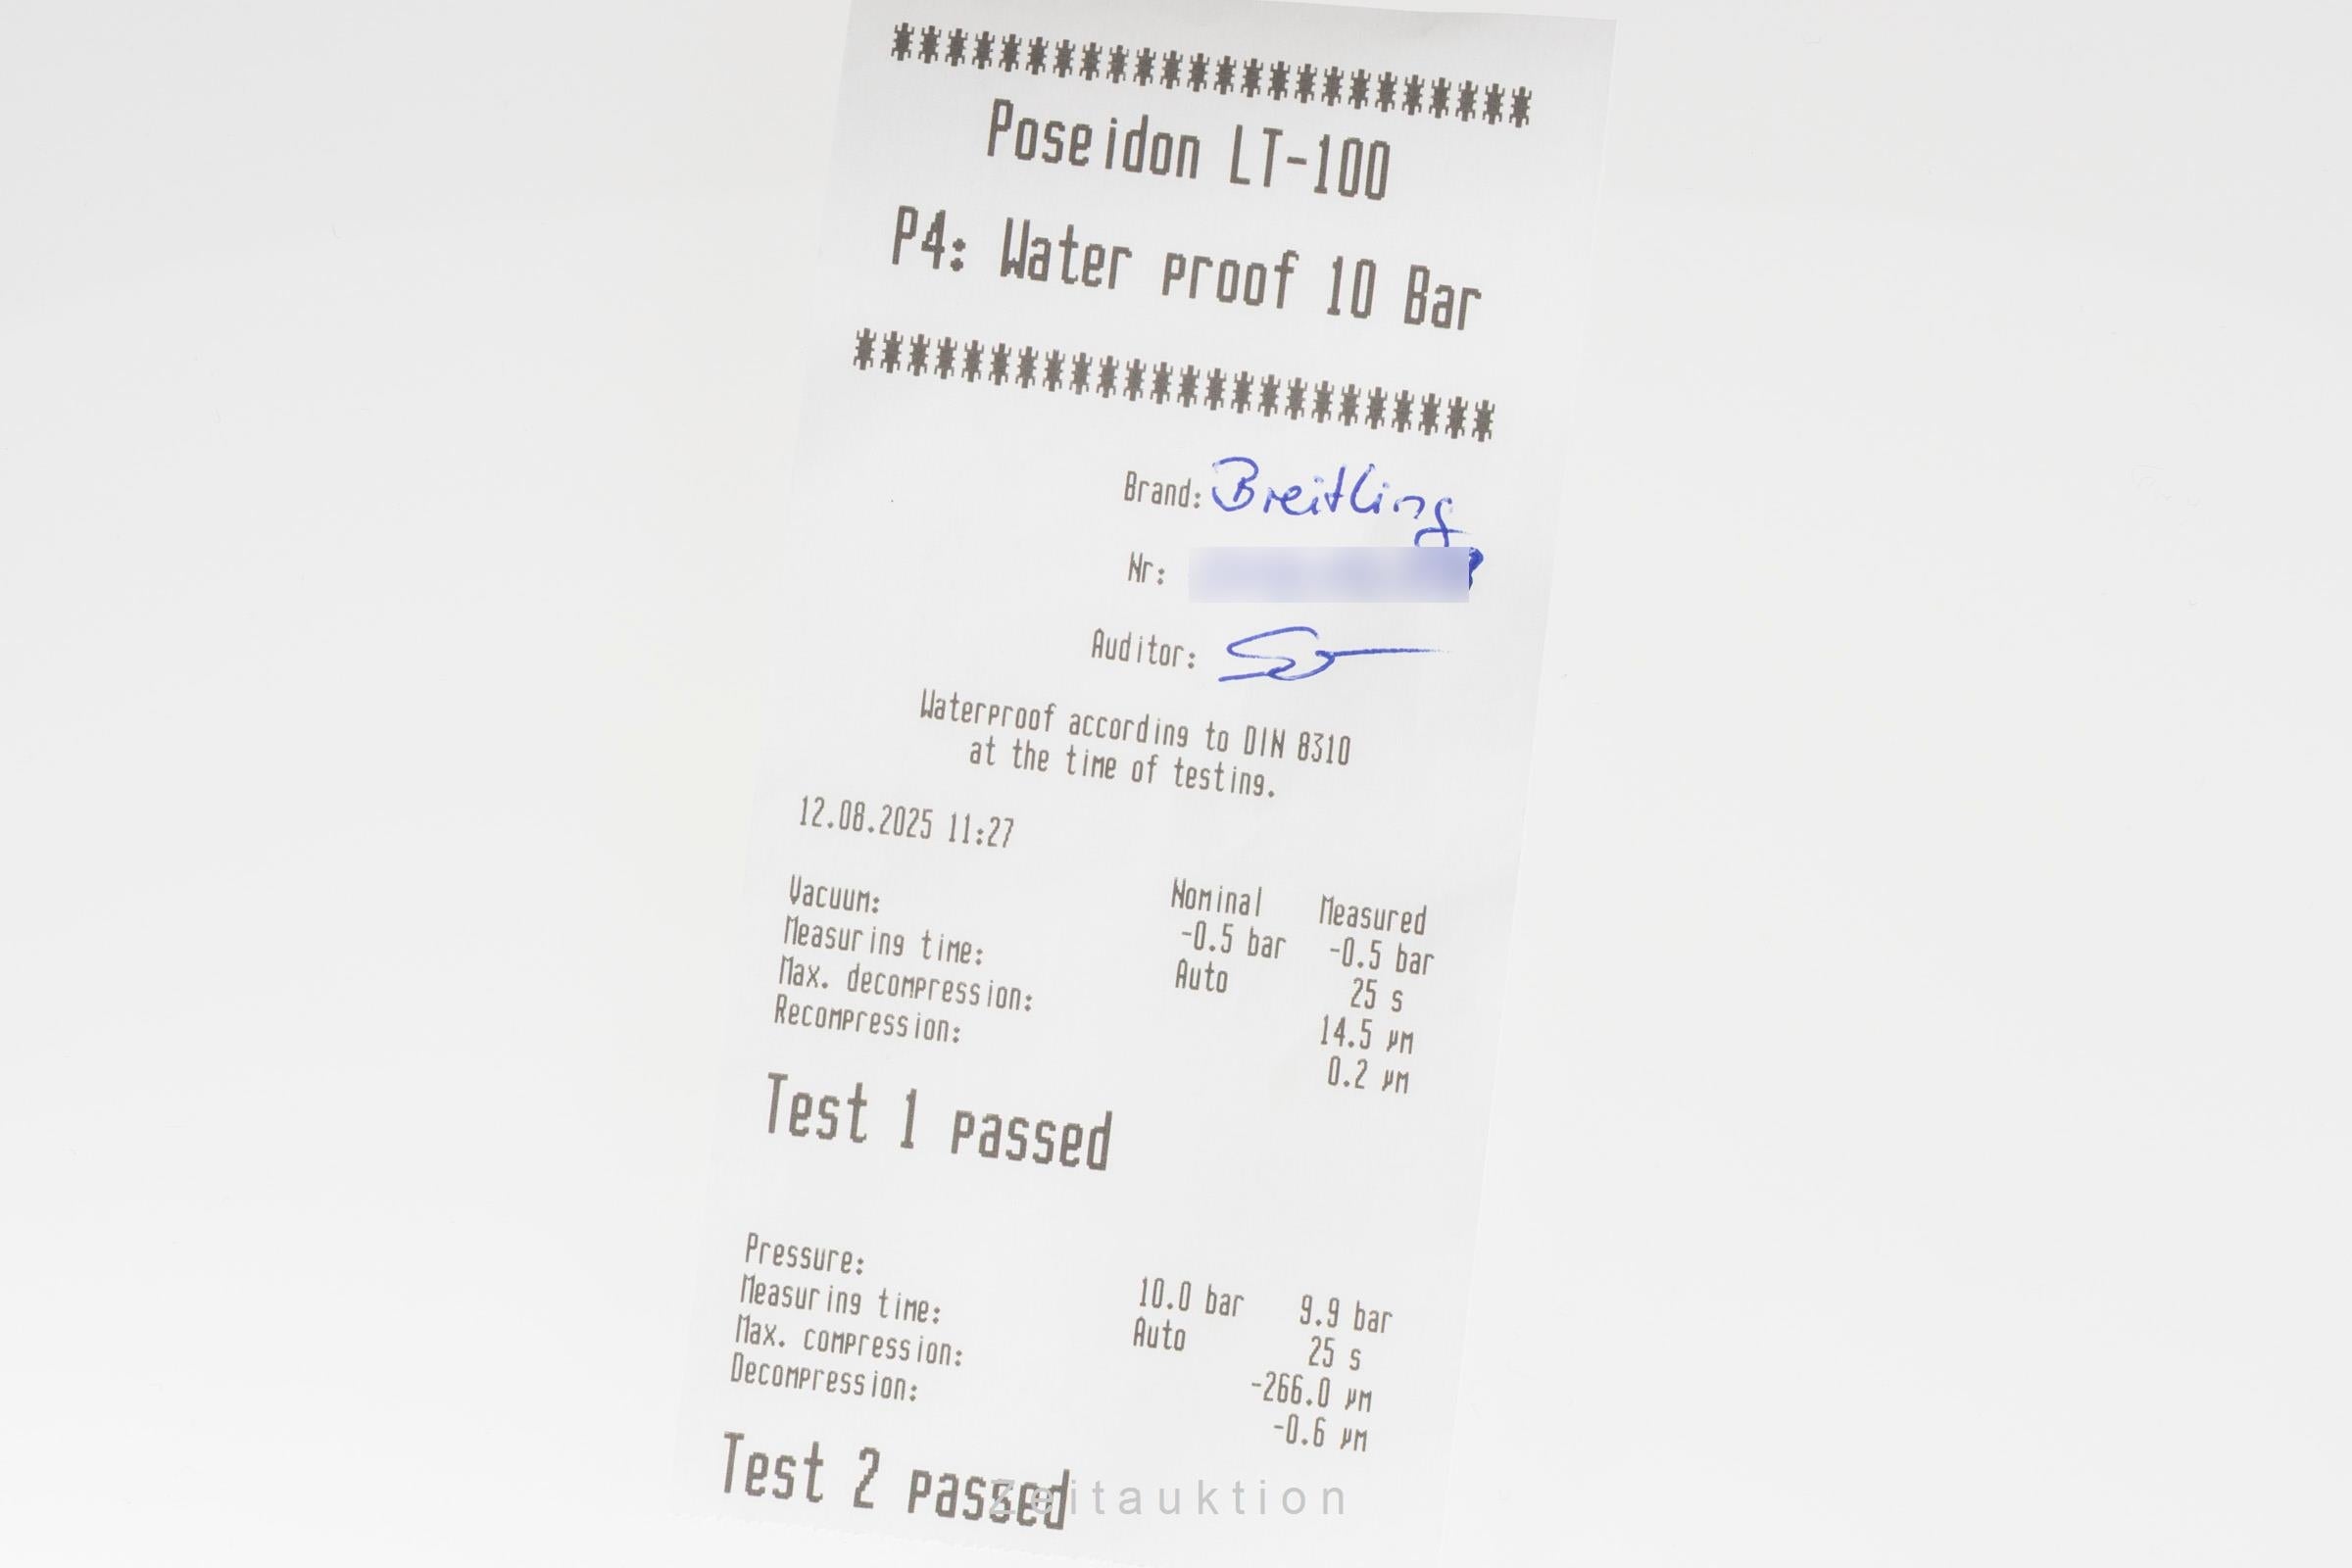 ************************
Poseidon LT-100
P4: Water proof 10 Bar
************************
Brand: Breitling
Nr:
Auditor:
Waterproof according to DIN 8310
at the time of testing.
12.08.2025 11:27
Nominal Measured
Vacuum: -0.5 bar -0.5 bar
Measuring time: Auto 25 s
Max. decompression: 14.5 µm
Recompression: 0.2 µm
Test 1 passed
Pressure: 10.0 bar 9.9 bar
Measuring time: Auto 25 s
Max. compression: -266.0 µm
Decompression: -0.6 µm
Test 2 passed
Zeitauktion